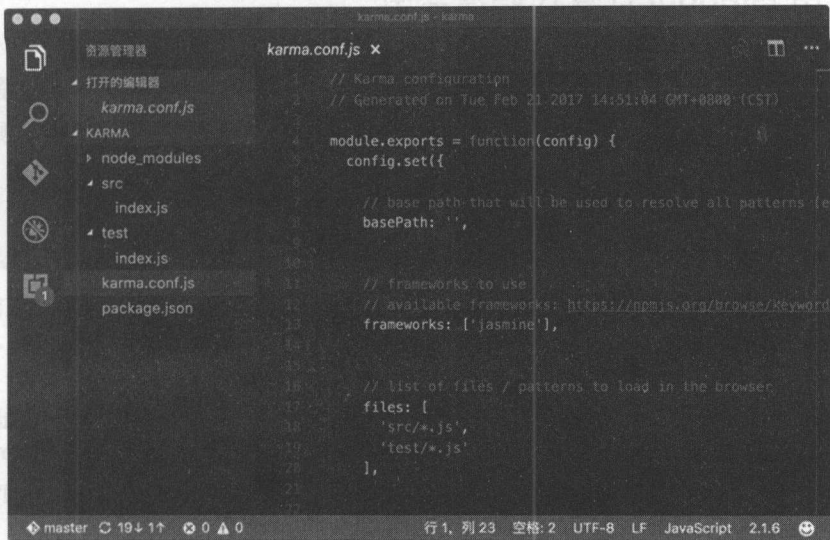 karma.conf.js - karma
资源管理器
打开的编辑器
karma.conf.js
KARMA
node_modules
src
index.js
test
index.js
karma.conf.js
package.json
1
karma.conf.js ×
1 // Karma configuration
2 // Generated on Tue Feb 21 2017 14:51:04 GMT+0800 (CST)
3
4 module.exports = function(config) {
5 config.set({
6
7 // base path that will be used to resolve all patterns (e
8 basePath: '',
9
10
11 // frameworks to use
12 // available frameworks: https://npmjs.org/browse/keyword
13 frameworks: ['jasmine'],
14
15
16 // list of files / patterns to load in the browser
17 files: [
18 'src/*.js',
19 'test/*.js'
20 ],
21
master 19↓ 1↑ 0 0 行 1, 列 23 空格: 2 UTF-8 LF JavaScript 2.1.6